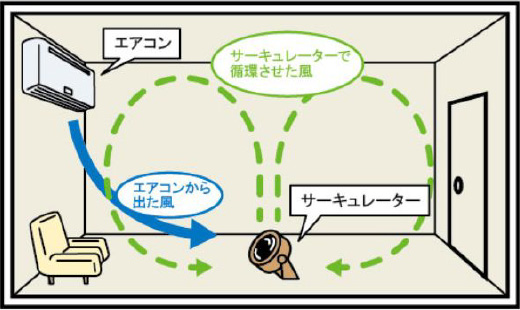 エアコン
サーキュレーターで
循環させた風
エアコンから
出た風
サーキュレーター